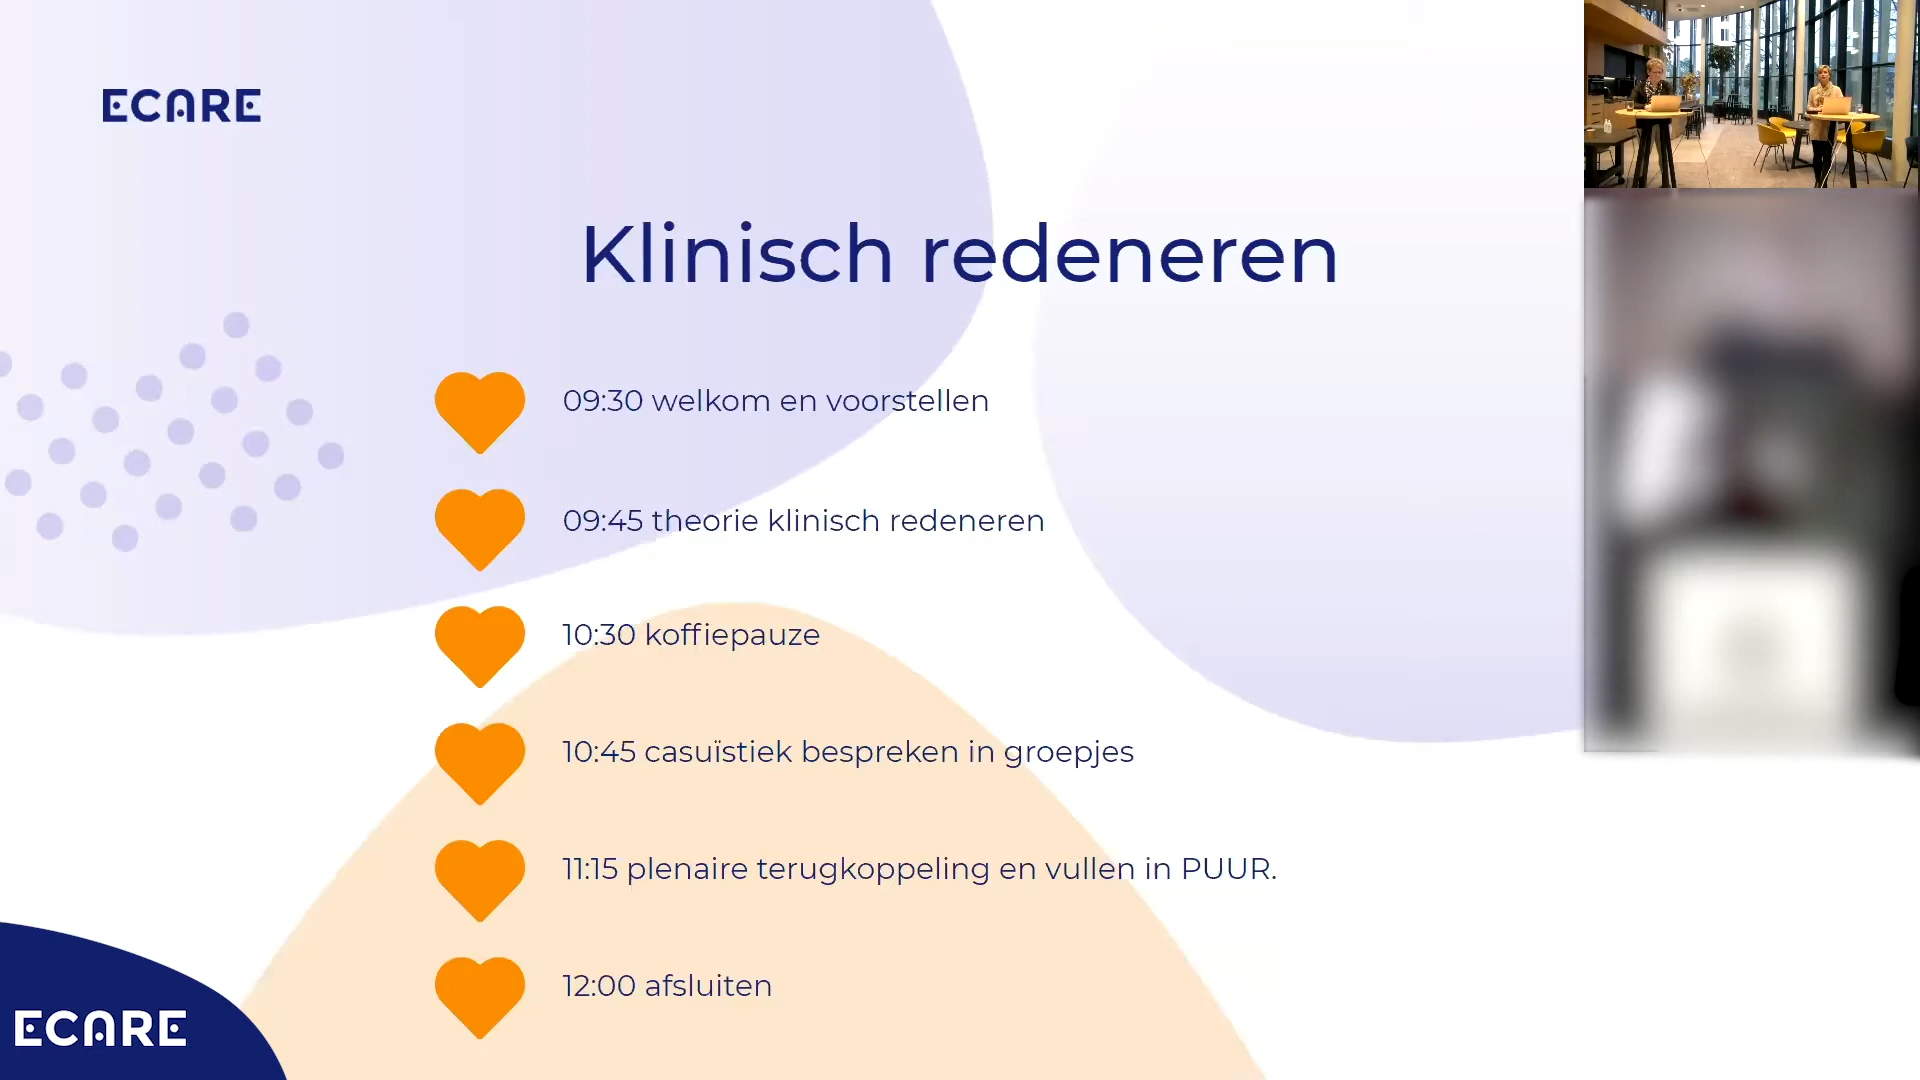 ECARE
Klinisch redeneren
09:30 welkom en voorstellen
09:45 theorie klinisch redeneren
10:30 koffiepauze
10:45 casuïstiek bespreken in groepjes
11:15 plenaire terugkoppeling en vullen in PUUR.
12:00 afsluiten
ECARE